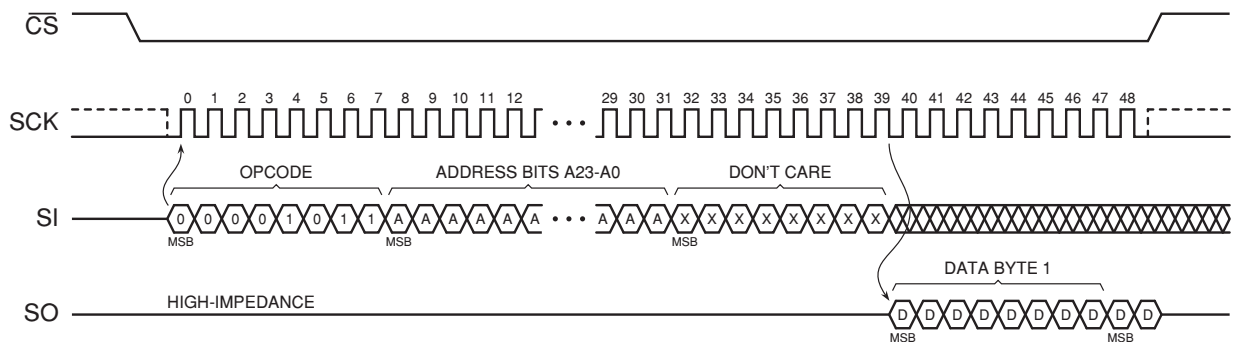 CS
0 1 2 3 4 5 6 7 8 9 10 11 12 29 30 31 32 33 34 35 36 37 38 39 40 41 42 43 44 45 46 47 48
SCK
OPCODE ADDRESS BITS A23-A0 DON'T CARE
SI 0 0 0 0 1 0 1 1 A A A A A A A A A X X X X X X X X
MSB MSB MSB
DATA BYTE 1
HIGH-IMPEDANCE
SO D D D D D D D D D D
MSB MSB